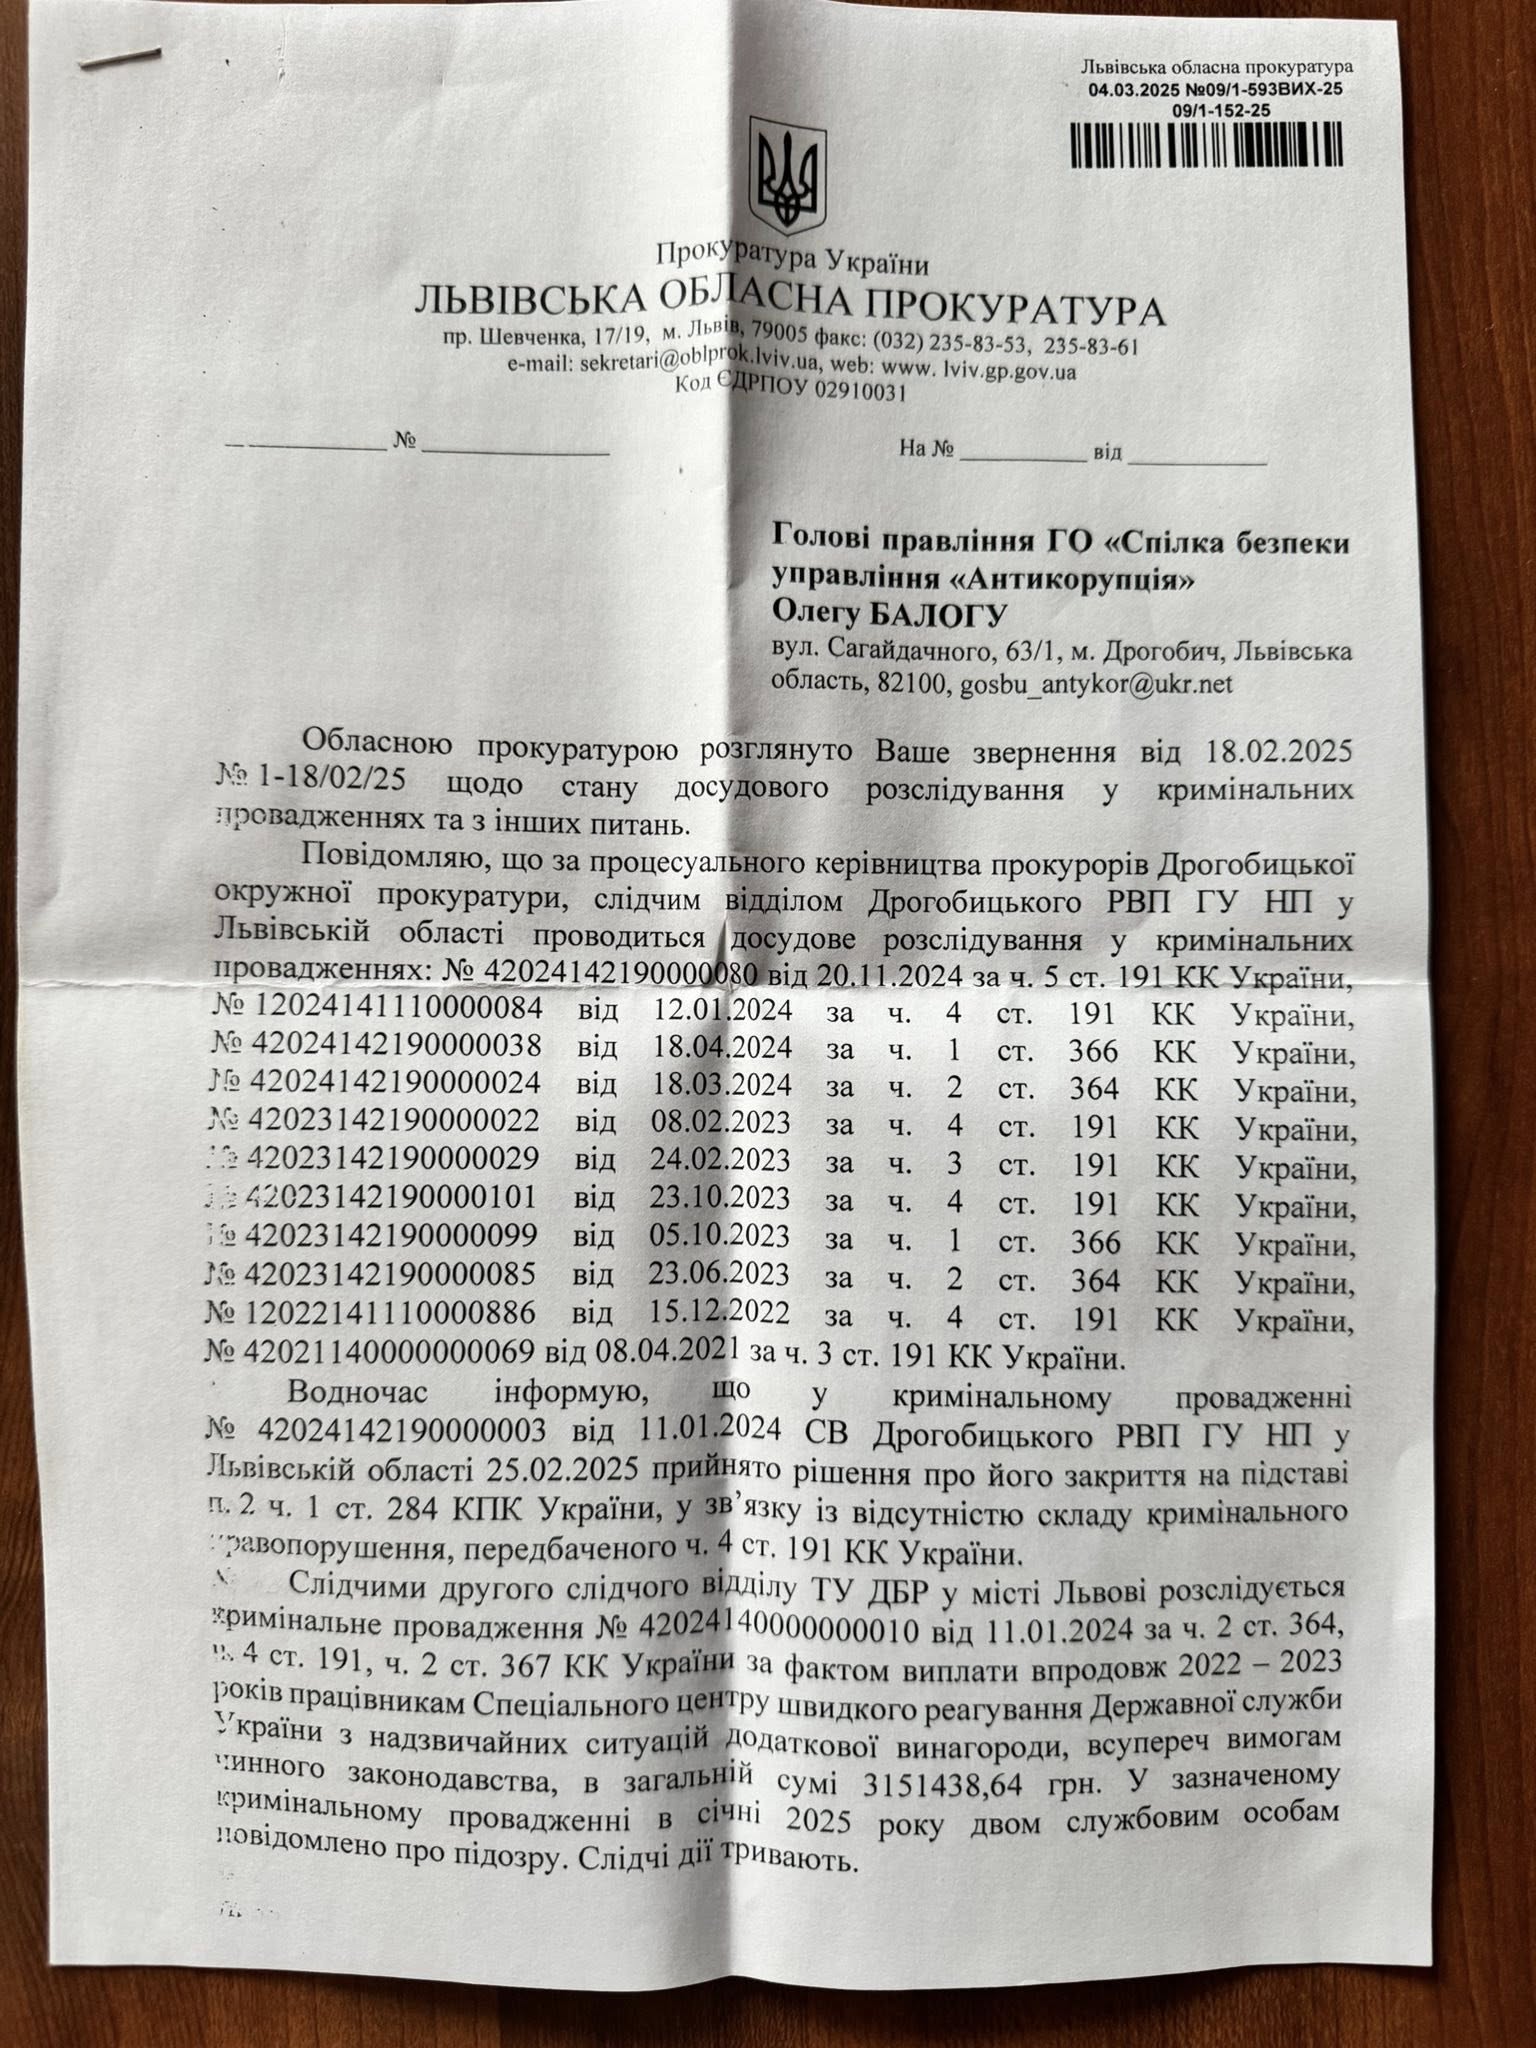 Львівська обласна прокуратура
04.03.2025 №09/1-593ВИХ-25
09/1-152-25
Прокуратура України
ЛЬВІВСЬКА ОБЛАСНА ПРОКУРАТУРА
пр. Шевченка, 17/19, м. Львів, 79005 факс: (032) 235-83-53, 235-83-61
e-mail: sekretari@oblprok.lviv.ua, web: www. lviv.gp.gov.ua
Код ЄДРПОУ 02910031
__ ____________ № ________________ На № ___________ від ____________
Голові правління ГО «Спілка безпеки
управління «Антикорупція»
Олегу БАЛОГУ
вул. Сагайдачного, 63/1, м. Дрогобич, Львівська
область, 82100, gosbu_antykor@ukr.net
Обласною прокуратурою розглянуто Ваше звернення від 18.02.2025
№ 1-18/02/25 щодо стану досудового розслідування у кримінальних
провадженнях та з інших питань.
Повідомляю, що за процесуального керівництва прокурорів Дрогобицької
окружної прокуратури, слідчим відділом Дрогобицького РВП ГУ НП у
Львівській області проводиться досудове розслідування у кримінальних
провадженнях: № 42024142190000080 від 20.11.2024 за ч. 5 ст. 191 КК України,
№ 12024141110000084 від 12.01.2024 за ч. 4 ст. 191 КК України,
№ 42024142190000038 від 18.04.2024 за ч. 1 ст. 366 КК України,
№ 42024142190000024 від 18.03.2024 за ч. 2 ст. 364 КК України,
№ 42023142190000022 від 08.02.2023 за ч. 4 ст. 191 КК України,
№ 42023142190000029 від 24.02.2023 за ч. 3 ст. 191 КК України,
№ 42023142190000101 від 23.10.2023 за ч. 4 ст. 191 КК України,
№ 42023142190000099 від 05.10.2023 за ч. 1 ст. 366 КК України,
№ 42023142190000085 від 23.06.2023 за ч. 2 ст. 364 КК України,
№ 12022141110000886 від 15.12.2022 за ч. 4 ст. 191 КК України,
№ 42021140000000069 від 08.04.2021 за ч. 3 ст. 191 КК України.
Водночас інформую, що у кримінальному провадженні
№ 42024142190000003 від 11.01.2024 СВ Дрогобицького РВП ГУ НП у
Львівській області 25.02.2025 прийнято рішення про його закриття на підставі
п. 2 ч. 1 ст. 284 КПК України, у зв’язку із відсутністю складу кримінального
правопорушення, передбаченого ч. 4 ст. 191 КК України.
Слідчими другого слідчого відділу ТУ ДБР у місті Львові розслідується
кримінальне провадження № 42024140000000010 від 11.01.2024 за ч. 2 ст. 364,
ч. 4 ст. 191, ч. 2 ст. 367 КК України за фактом виплати впродовж 2022 – 2023
років працівникам Спеціального центру швидкого реагування Державної служби
України з надзвичайних ситуацій додаткової винагороди, всупереч вимогам
чинного законодавства, в загальній сумі 3151438,64 грн. У зазначеному
кримінальному провадженні в січні 2025 року двом службовим особам
повідомлено про підозру. Слідчі дії тривають.